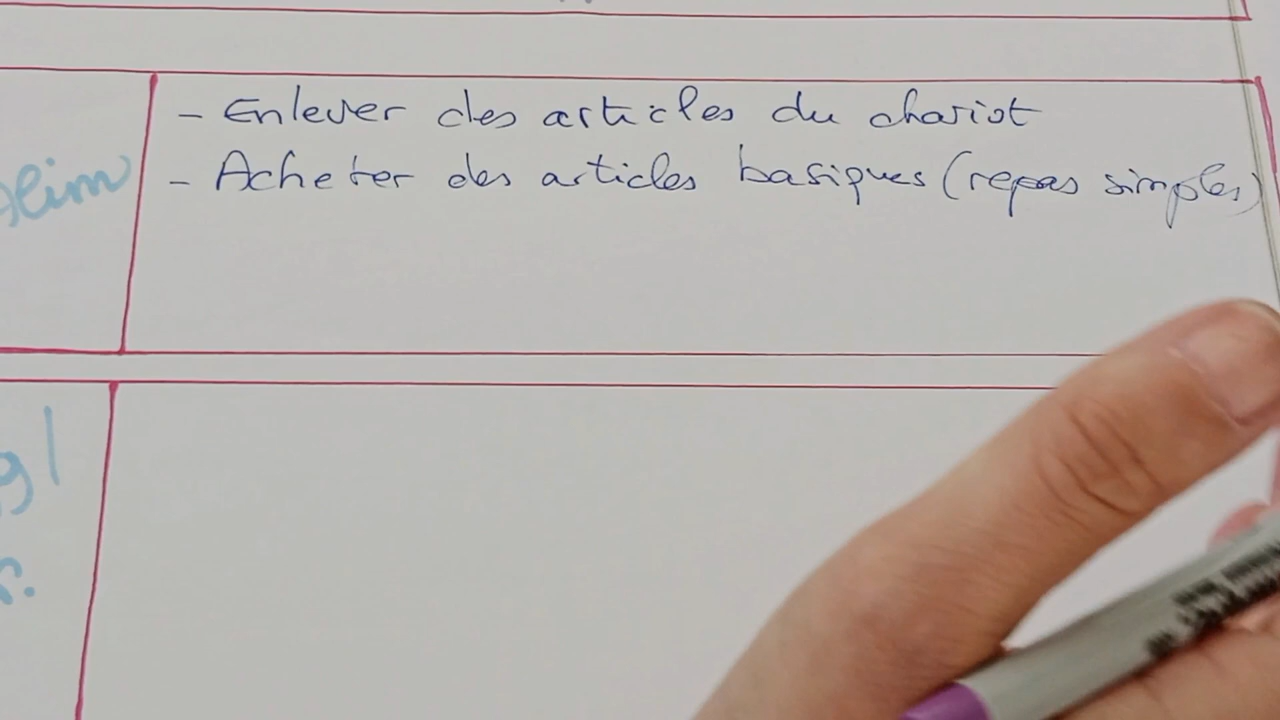 - Enlever des articles du chariot
- Acheter des articles basiques (repas simples)